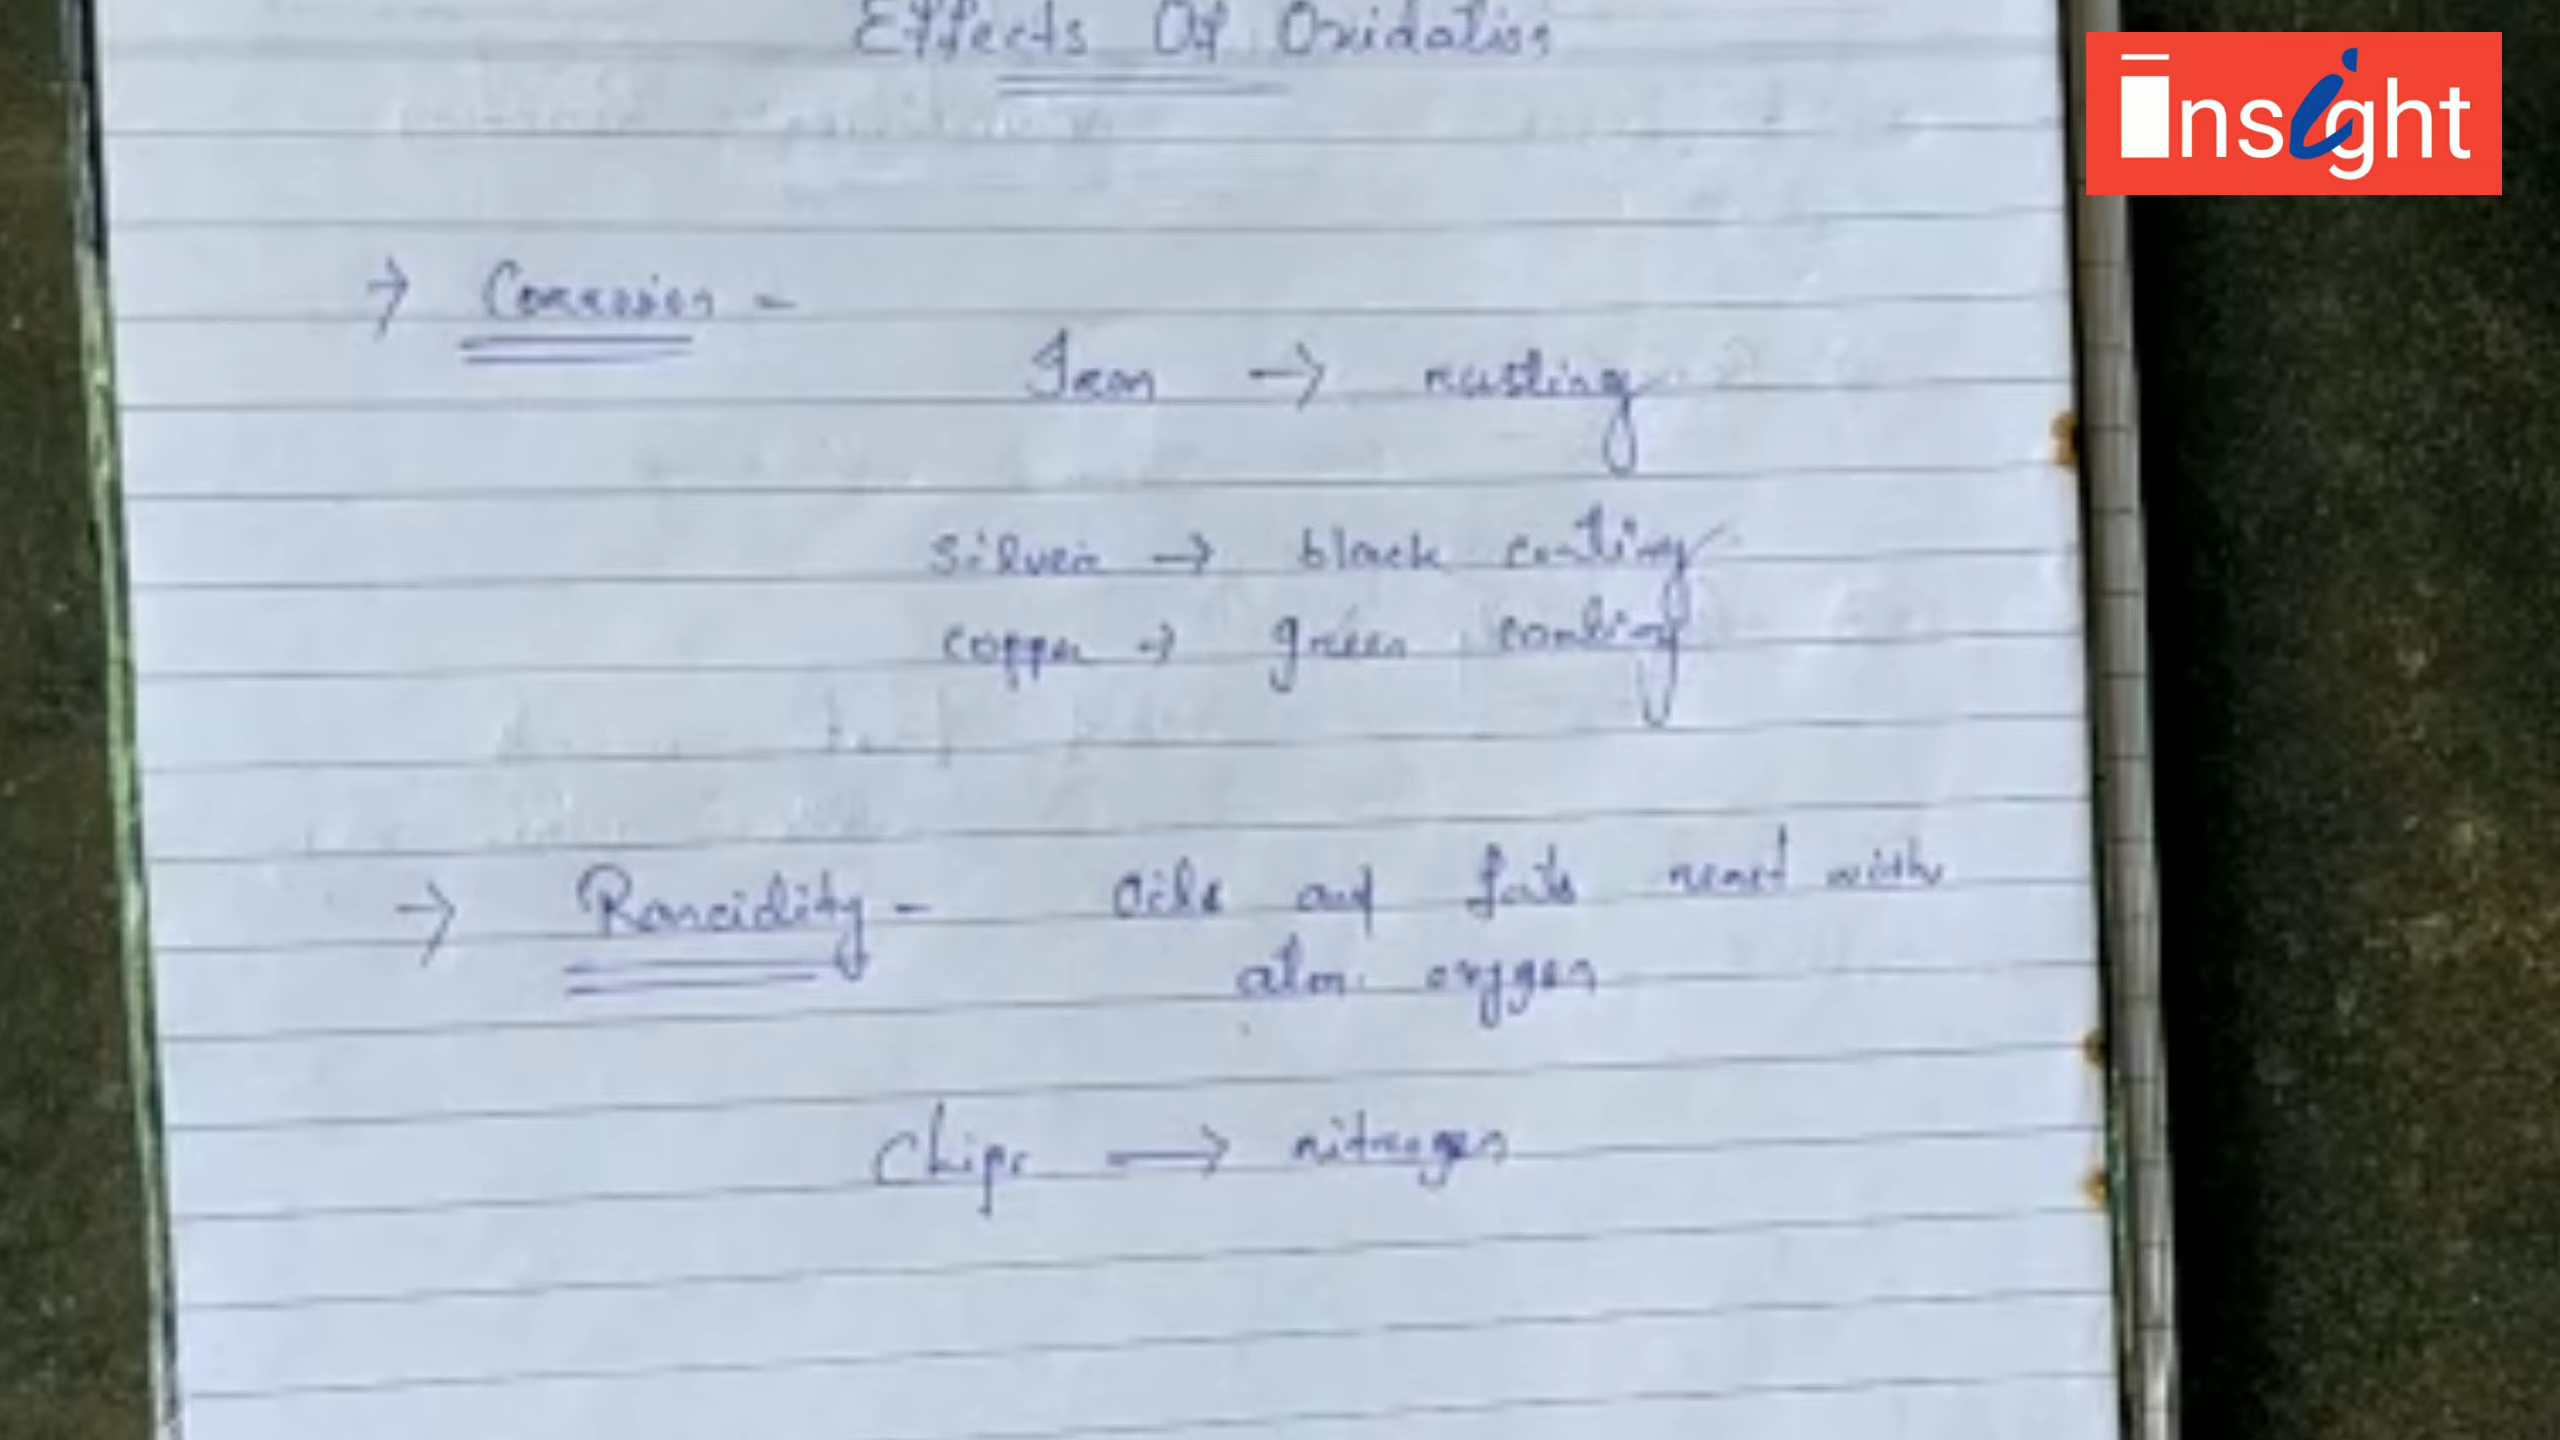 Effects Of Oxidation
Insight
→ Corrosion -
Iron → rusting
Silver → black coating
copper → green coating
→ Rancidity - Oils and fats react with
atm. oxygen
Chips → nitrogen